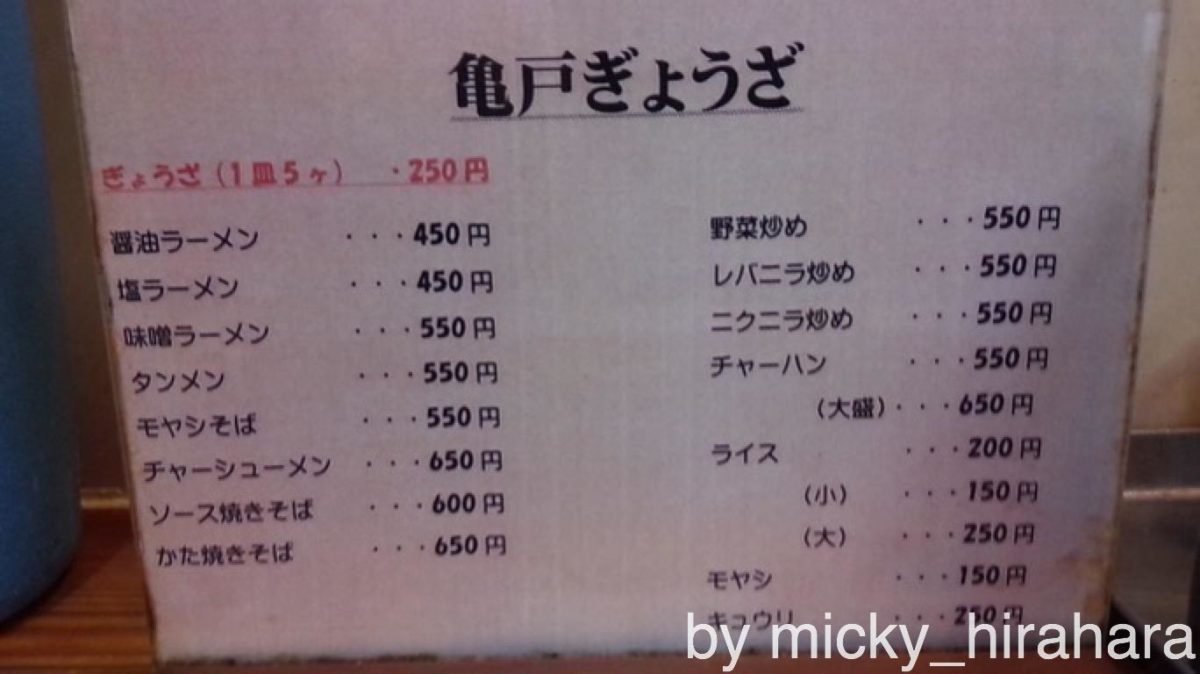 亀戸ぎょうざ
ぎょうざ（1皿5ヶ） ・250円
醤油ラーメン ・・・450円
塩ラーメン ・・・450円
味噌ラーメン ・・・550円
タンメン ・・・550円
モヤシそば ・・・550円
チャーシューメン ・・・650円
ソース焼きそば ・・・600円
かた焼きそば ・・・650円
野菜炒め ・・・550円
レバニラ炒め ・・・550円
ニクニラ炒め ・・・550円
チャーハン ・・・550円
（大盛）・・・650円
ライス ・・・200円
（小） ・・・150円
（大） ・・・250円
モヤシ ・・・150円
キュウリ ・・・250円
by micky_hirahara